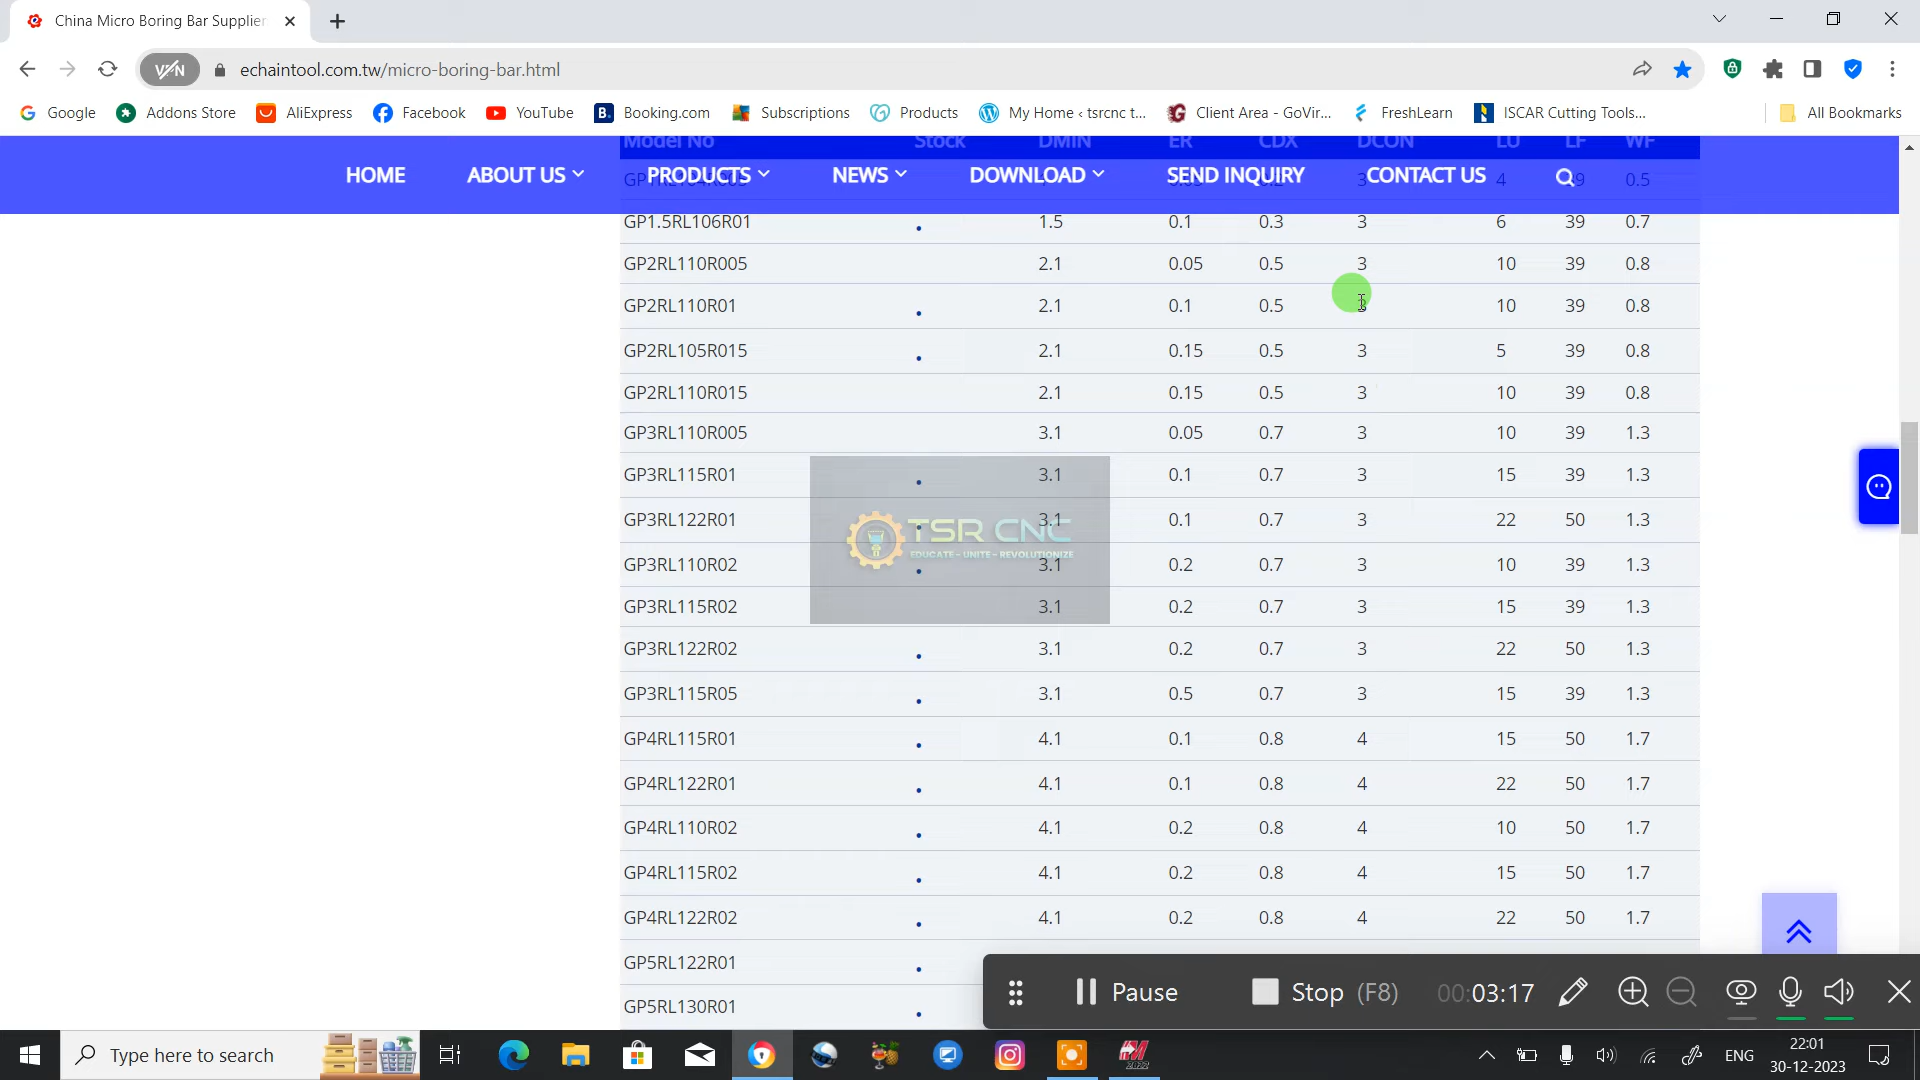 China Micro Boring Bar Supplier
VPN
echaintool.com.tw/micro-boring-bar.html
Google Addons Store AliExpress Facebook YouTube Booking.com Subscriptions Products My Home ‹ tsrcnc t... Client Area - GoVir... FreshLearn ISCAR Cutting Tools... All Bookmarks
Model No Stock DMIN ER CDX DCON LU LF WF
HOME ABOUT US PRODUCTS NEWS DOWNLOAD SEND INQUIRY CONTACT US
3 4 39 0.5
GP1.5RL106R01 • 1.5 0.1 0.3 3 6 39 0.7
GP2RL110R005 2.1 0.05 0.5 3 10 39 0.8
GP2RL110R01 • 2.1 0.1 0.5 3 10 39 0.8
GP2RL105R015 • 2.1 0.15 0.5 3 5 39 0.8
GP2RL110R015 2.1 0.15 0.5 3 10 39 0.8
GP3RL110R005 3.1 0.05 0.7 3 10 39 1.3
GP3RL115R01 • 3.1 0.1 0.7 3 15 39 1.3
GP3RL122R01 • 3.1 0.1 0.7 3 22 50 1.3
TSR CNC
EDUCATE - UNITE - REVOLUTIONIZE
GP3RL110R02 • 3.1 0.2 0.7 3 10 39 1.3
GP3RL115R02 3.1 0.2 0.7 3 15 39 1.3
GP3RL122R02 • 3.1 0.2 0.7 3 22 50 1.3
GP3RL115R05 • 3.1 0.5 0.7 3 15 39 1.3
GP4RL115R01 • 4.1 0.1 0.8 4 15 50 1.7
GP4RL122R01 • 4.1 0.1 0.8 4 22 50 1.7
GP4RL110R02 • 4.1 0.2 0.8 4 10 50 1.7
GP4RL115R02 • 4.1 0.2 0.8 4 15 50 1.7
GP4RL122R02 • 4.1 0.2 0.8 4 22 50 1.7
GP5RL122R01 •
GP5RL130R01 •
Pause Stop (F8) 00:03:17
Type here to search
2022
ENG
22:01
30-12-2023